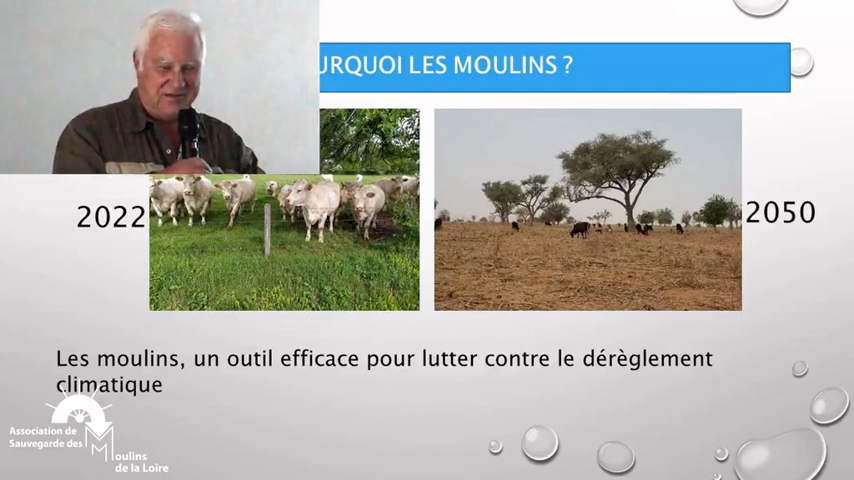 URQUOI LES MOULINS ?
2022
2050
Les moulins, un outil efficace pour lutter contre le dérèglement
climatique
Association de
Sauvegarde des
Moulins
de la Loire